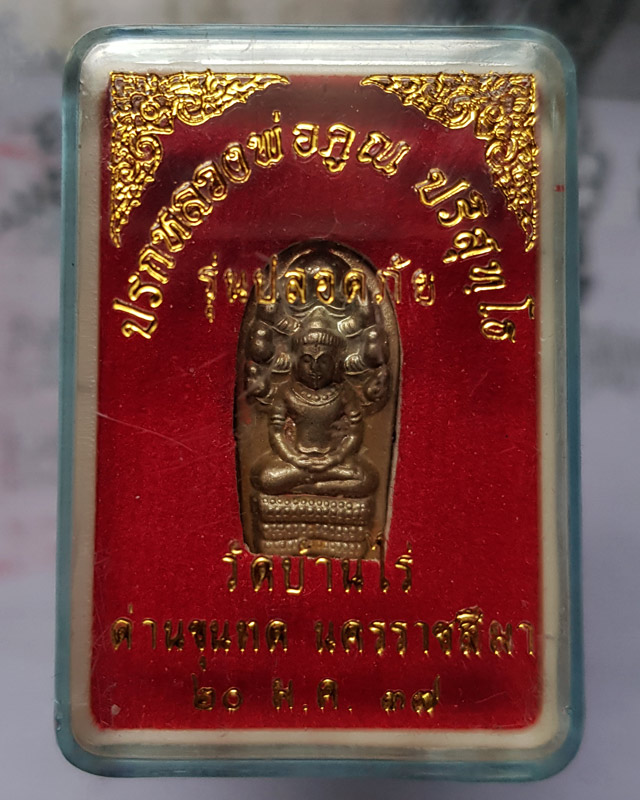 ปรกหลวงพ่อคูณ ปริสุทฺโธ
รุ่นปลอดภัย
วัดบ้านไร่
ด่านขุนทด นครราชสีมา
๒๐ ม.ค. ๓๗